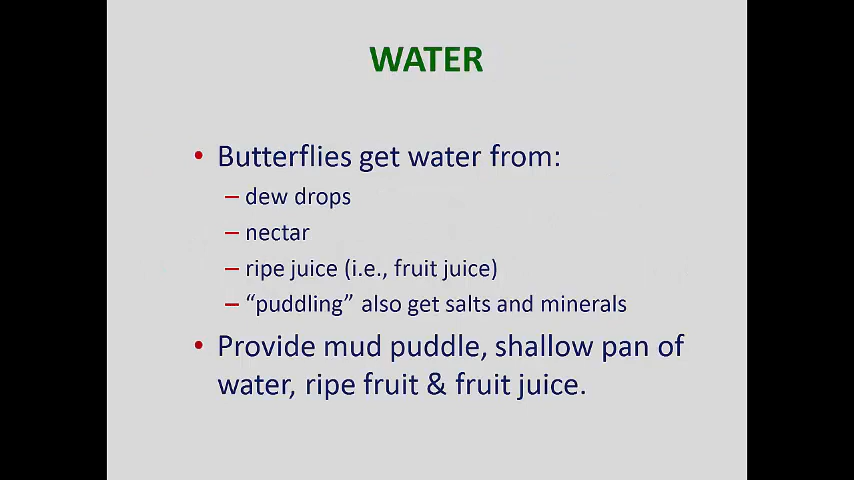 WATER
• Butterflies get water from:
– dew drops
– nectar
– ripe juice (i.e., fruit juice)
– “puddling” also get salts and minerals
• Provide mud puddle, shallow pan of
water, ripe fruit & fruit juice.